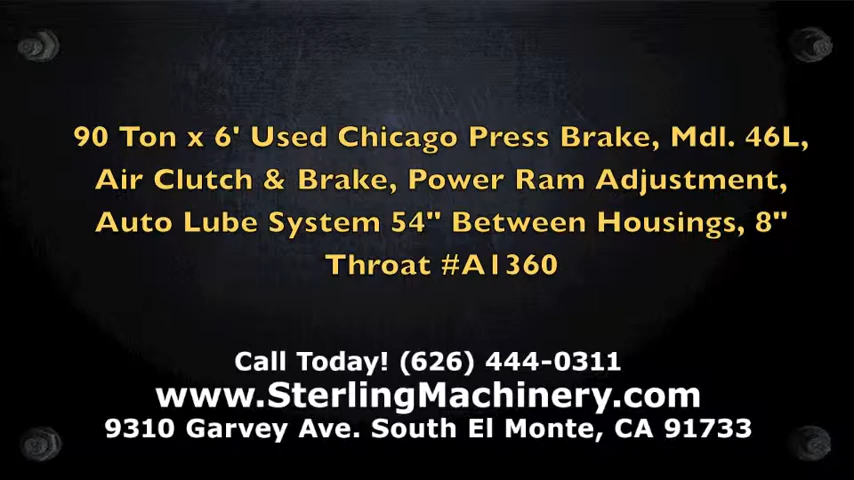 90 Ton x 6' Used Chicago Press Brake, Mdl. 46L,
Air Clutch & Brake, Power Ram Adjustment,
Auto Lube System 54" Between Housings, 8"
Throat #A1360
Call Today! (626) 444-0311
www.SterlingMachinery.com
9310 Garvey Ave. South El Monte, CA 91733